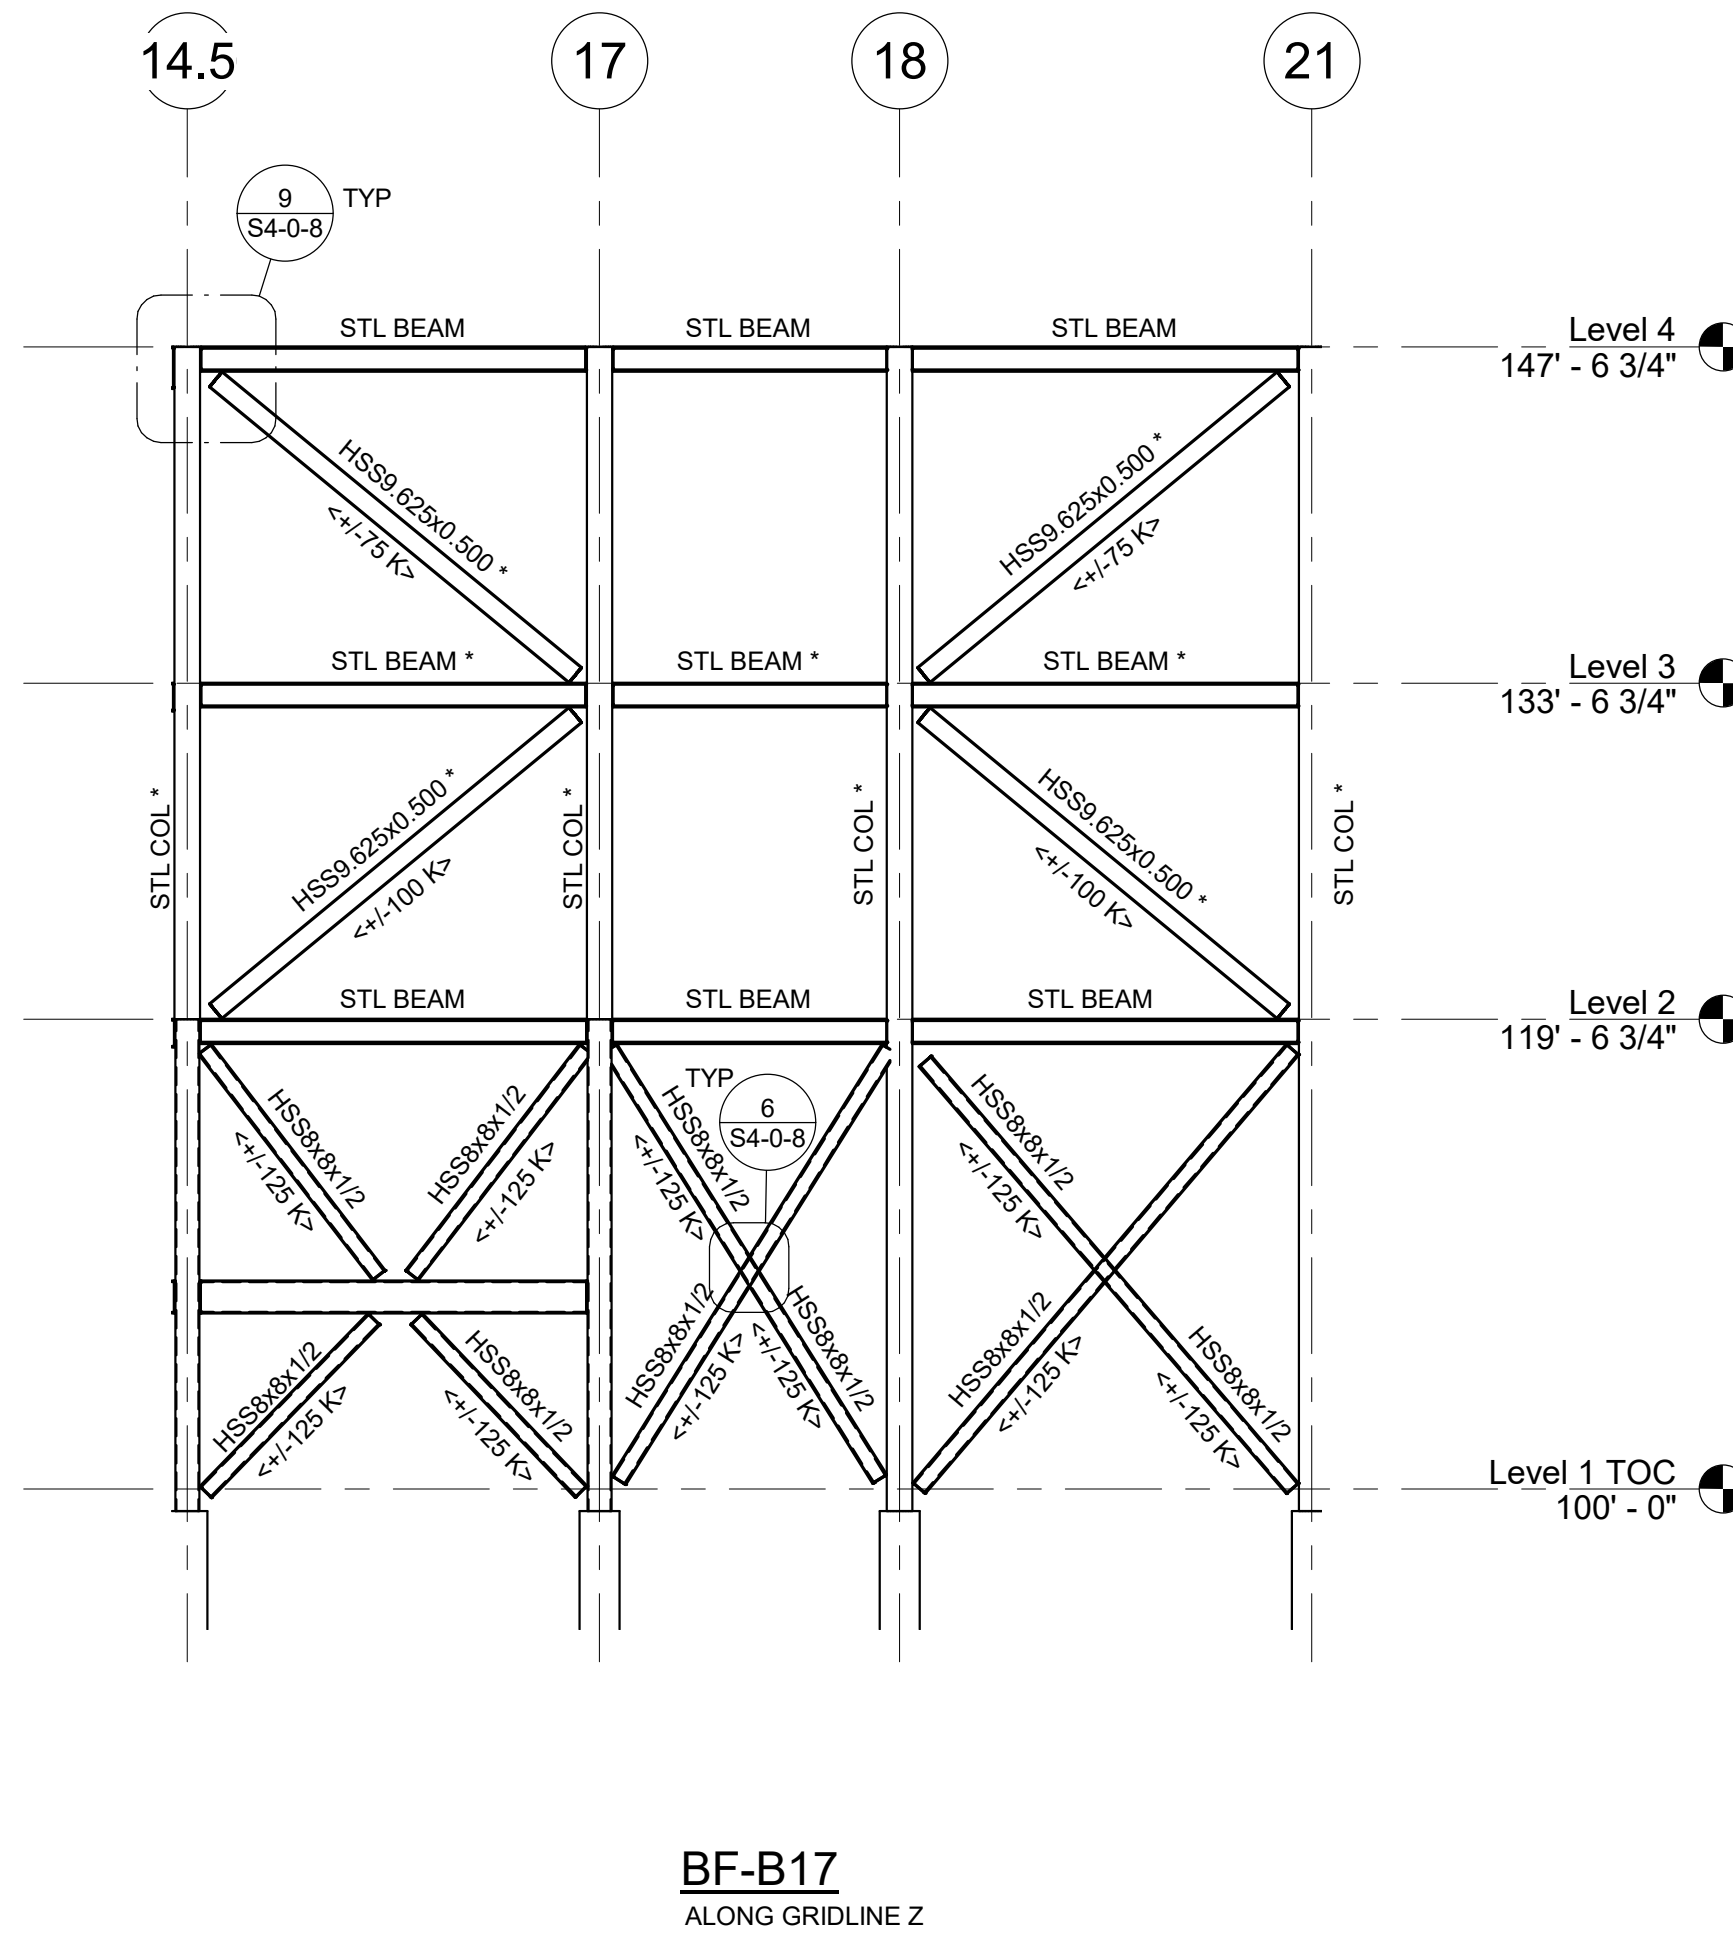 14.5
17
18
21
9
S4-0-8
TYP
STL BEAM
STL BEAM
STL BEAM
Level 4
147' - 6 3/4"
HSS9.625x0.500 *
<+/-75 K>
HSS9.625x0.500 *
<+/-75 K>
STL BEAM *
STL BEAM *
STL BEAM *
Level 3
133' - 6 3/4"
STL COL *
HSS9.625x0.500 *
<+/-100 K>
STL COL *
STL COL *
HSS9.625x0.500 *
<+/-100 K>
STL COL *
STL BEAM
STL BEAM
STL BEAM
Level 2
119' - 6 3/4"
HSS8x8x1/2
<+/-125 K>
HSS8x8x1/2
<+/-125 K>
TYP
6
S4-0-8
HSS8x8x1/2
<+/-125 K>
HSS8x8x1/2
<+/-125 K>
HSS8x8x1/2
<+/-125 K>
HSS8x8x1/2
<+/-125 K>
HSS8x8x1/2
<+/-125 K>
HSS8x8x1/2
<+/-125 K>
HSS8x8x1/2
<+/-125 K>
HSS8x8x1/2
<+/-125 K>
Level 1 TOC
100' - 0"
BF-B17
ALONG GRIDLINE Z